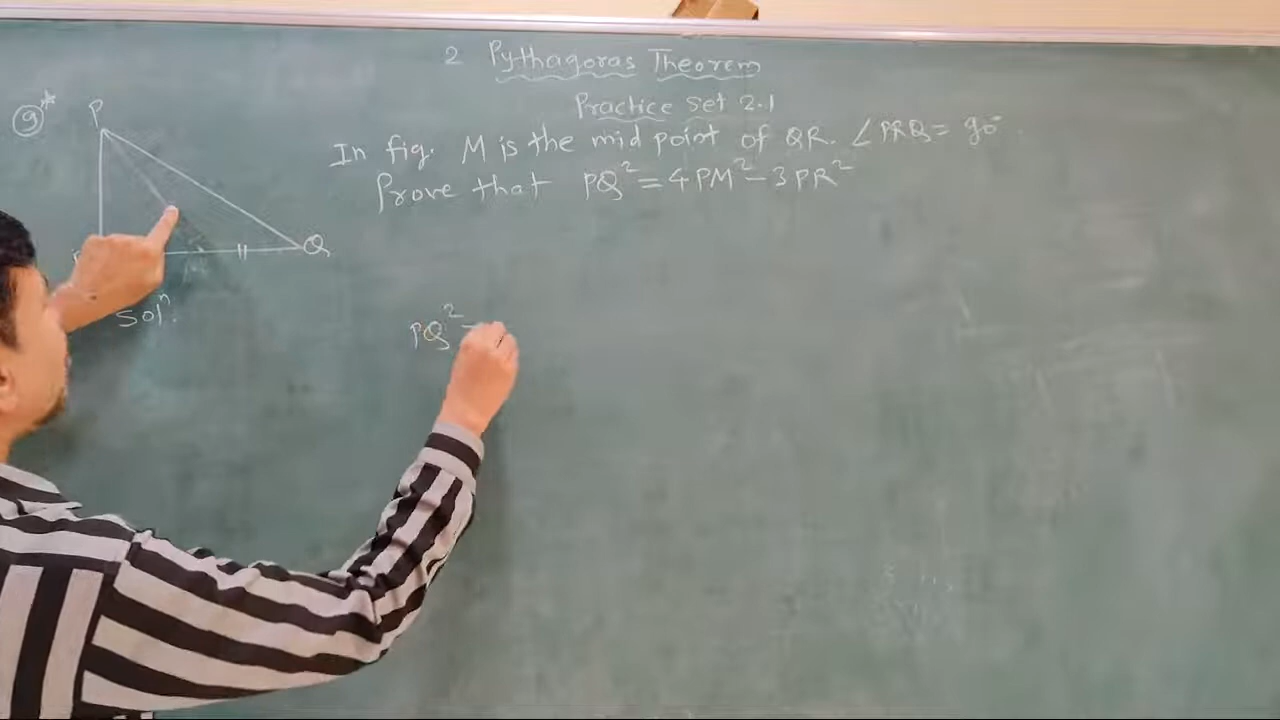 2 Pythagoras Theorem
Practice set 2.1
9*
P
In fig. M is the mid point of QR. ∠PRQ = 90°.
Prove that PQ² = 4PM² - 3PR²
Q
M
solⁿ.
PQ² =